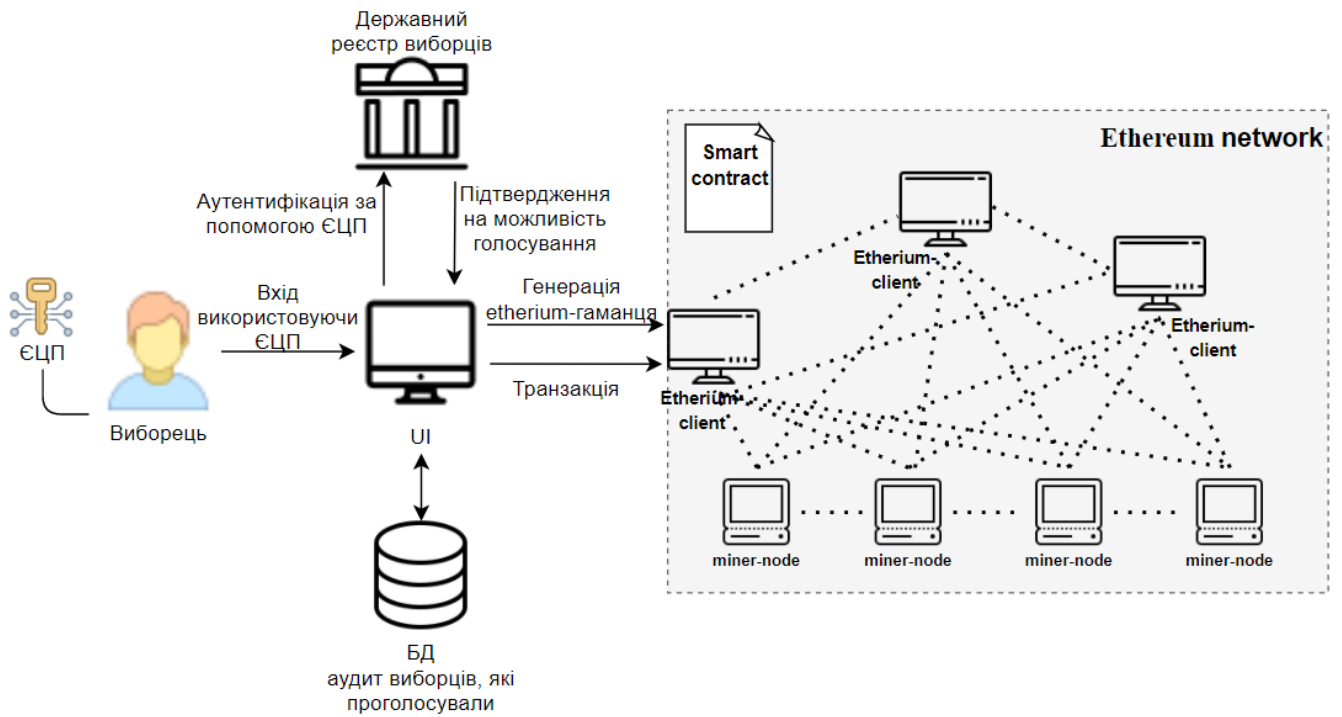 Державний
реєстр виборців
Аутентифікація за
попомогою ЄЦП
Підтвердження
на можливість
голосування
ЄЦП
Виборець
Вхід
використовуючи
ЄЦП
UI
Генерація
etherium-гаманця
Транзакція
БД
аудит виборців, які
проголосували
Smart
contract
Ethereum network
Etherium-
client
Etherium-
client
Etherium-
client
miner-node
miner-node
miner-node
miner-node